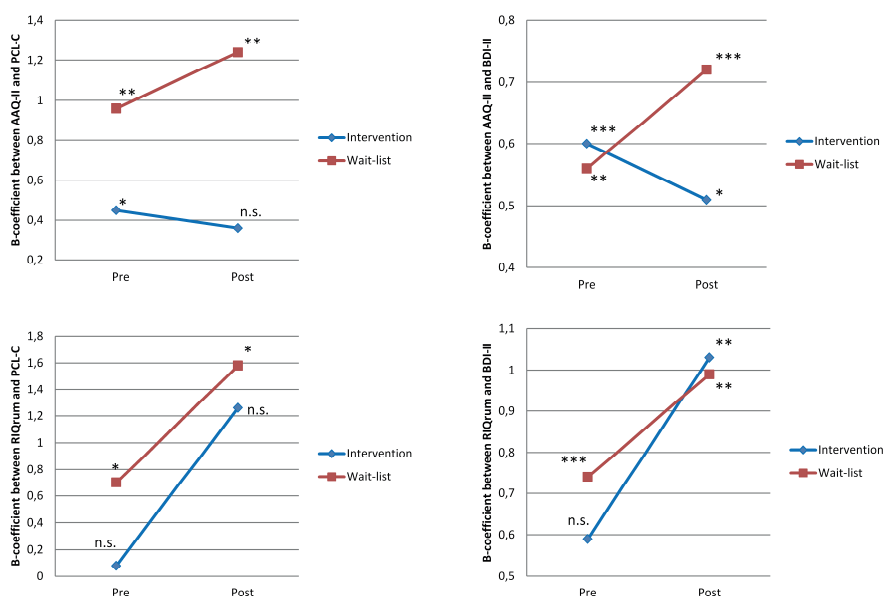 B-coefficient between AAQ-II and PCL-C
1,4
1,2
1
0,8
0,6
0,4
0,2
**
**
*
n.s.
Pre
Post
Intervention
Wait-list
B-coefficient between AAQ-II and BDI-II
0,8
0,7
0,6
0,5
0,4
***
***
**
*
Pre
Post
Intervention
Wait-list
B-coefficient between RIQrum and PCL-C
1,8
1,6
1,4
1,2
1
0,8
0,6
0,4
0,2
0
*
*
n.s.
n.s.
Pre
Post
Intervention
Wait-list
B-coefficient between RIQrum and BDI-II
1,1
1
0,9
0,8
0,7
0,6
0,5
**
**
***
n.s.
Pre
Post
Intervention
Wait-list